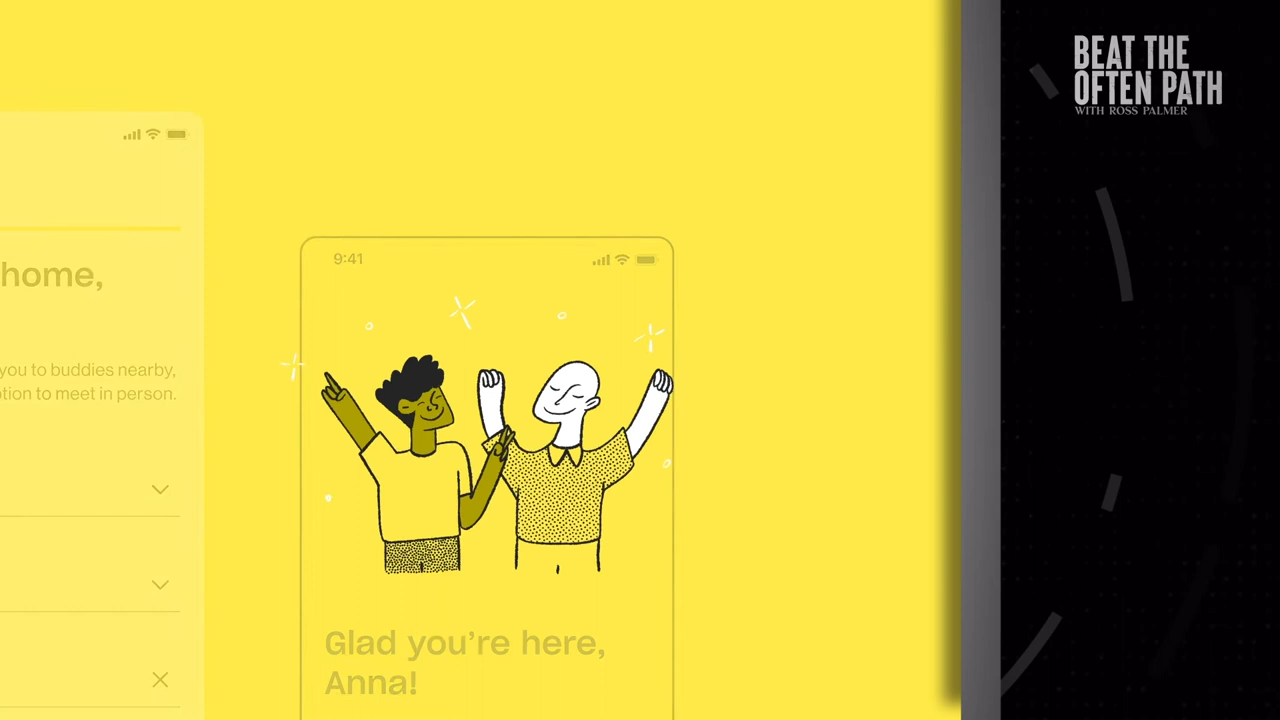 BEAT THE
OFTEN PATH
WITH ROSS PALMER
home,
you to buddies nearby,
tion to meet in person.
9:41
Glad you're here,
Anna!